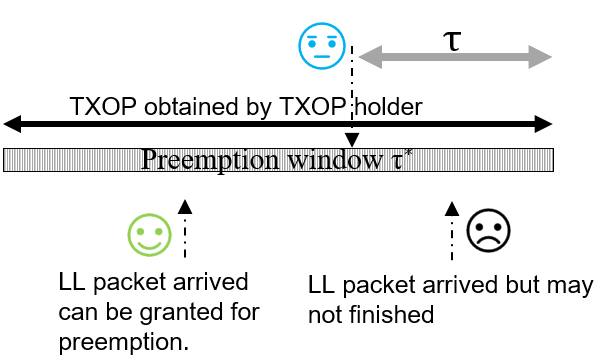 τ
TXOP obtained by TXOP holder
Preemption window τ*
LL packet arrived
can be granted for
preemption.
LL packet arrived but may
not finished